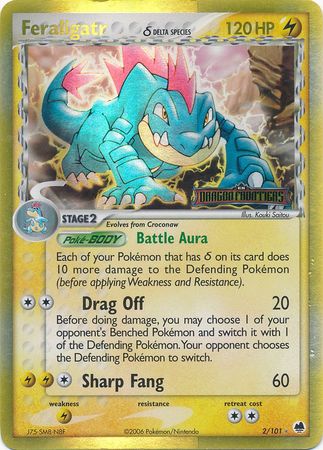 Feraligatr δ DELTA SPECIES 120 HP
DRAGON FRONTIERS
Illus. Kouki Saitou
STAGE 2 Evolves from Croconaw
Poké-BODY Battle Aura
Each of your Pokémon that has δ on its card does
10 more damage to the Defending Pokémon
(before applying Weakness and Resistance).
Drag Off 20
Before doing damage, you may choose 1 of your
opponent's Benched Pokémon and switch it with
1 of the Defending Pokémon. Your opponent chooses
the Defending Pokémon to switch.
Sharp Fang 60
weakness resistance retreat cost
J75 SMB NBF ©2006 Pokémon/Nintendo 2/101